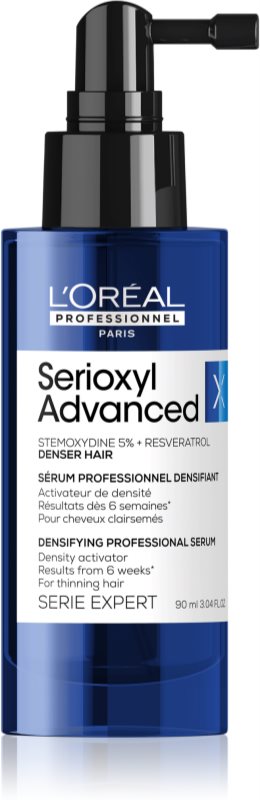 L'ORÉAL
PROFESSIONNEL
PARIS
Serioxyl
Advanced X
STEMOXYDINE 5% + RESVERATROL
DENSER HAIR
SÉRUM PROFESSIONNEL DENSIFIANT
Activateur de densité
Résultats dès 6 semaines*
Pour cheveux clairsemés
DENSIFYING PROFESSIONAL SERUM
Density activator
Results from 6 weeks*
For thinning hair
SERIE EXPERT 90 ml 3.04 FL.OZ.